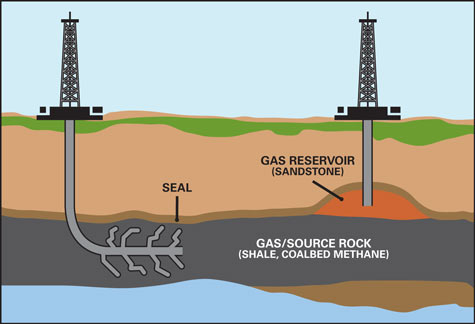 GAS RESERVOIR
(SANDSTONE)
SEAL
GAS/SOURCE ROCK
(SHALE, COALBED METHANE)